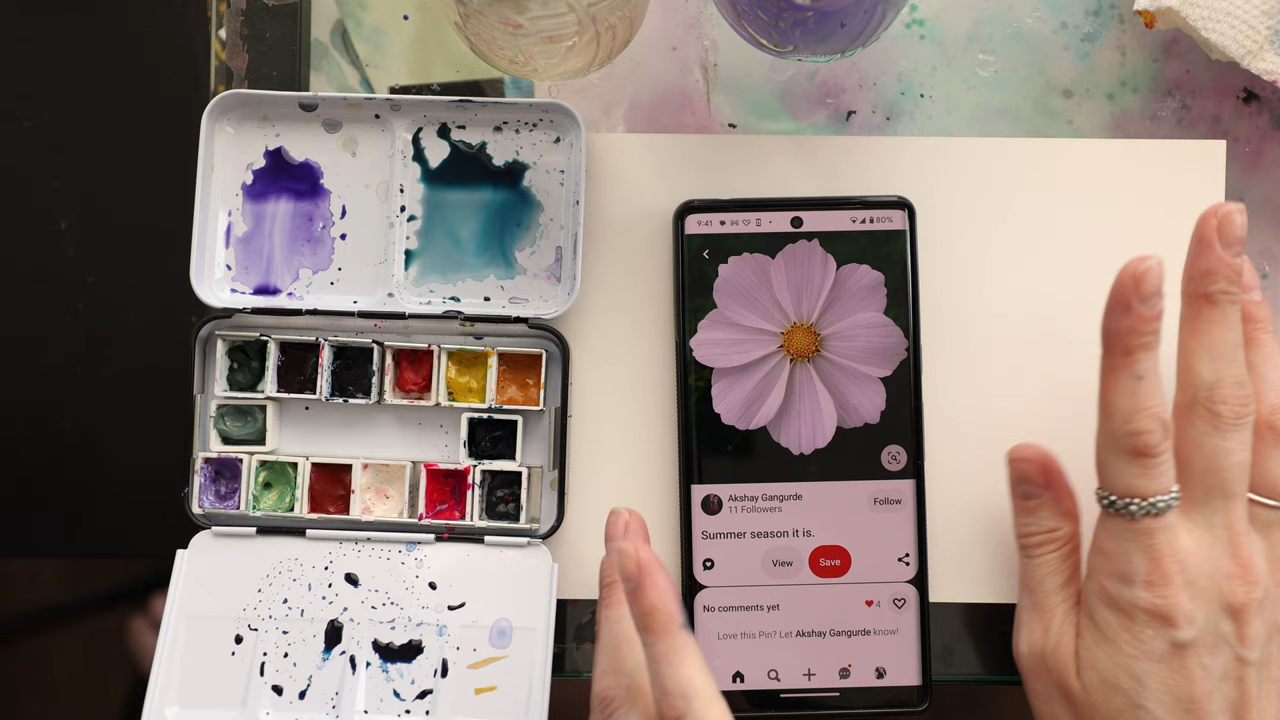 9:41
80%
Akshay Gangurde
11 Followers
Follow
Summer season it is.
View
Save
No comments yet
4
Love this Pin? Let Akshay Gangurde know!